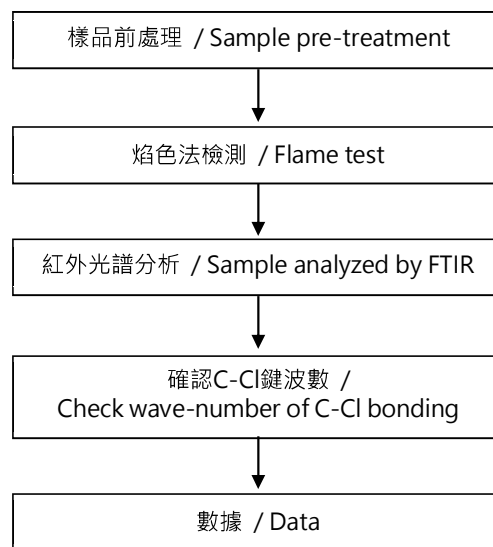 樣品前處理 / Sample pre-treatment
焰色法檢測 / Flame test
紅外光譜分析 / Sample analyzed by FTIR
確認C-Cl鍵波數 /
Check wave-number of C-Cl bonding
數據 / Data